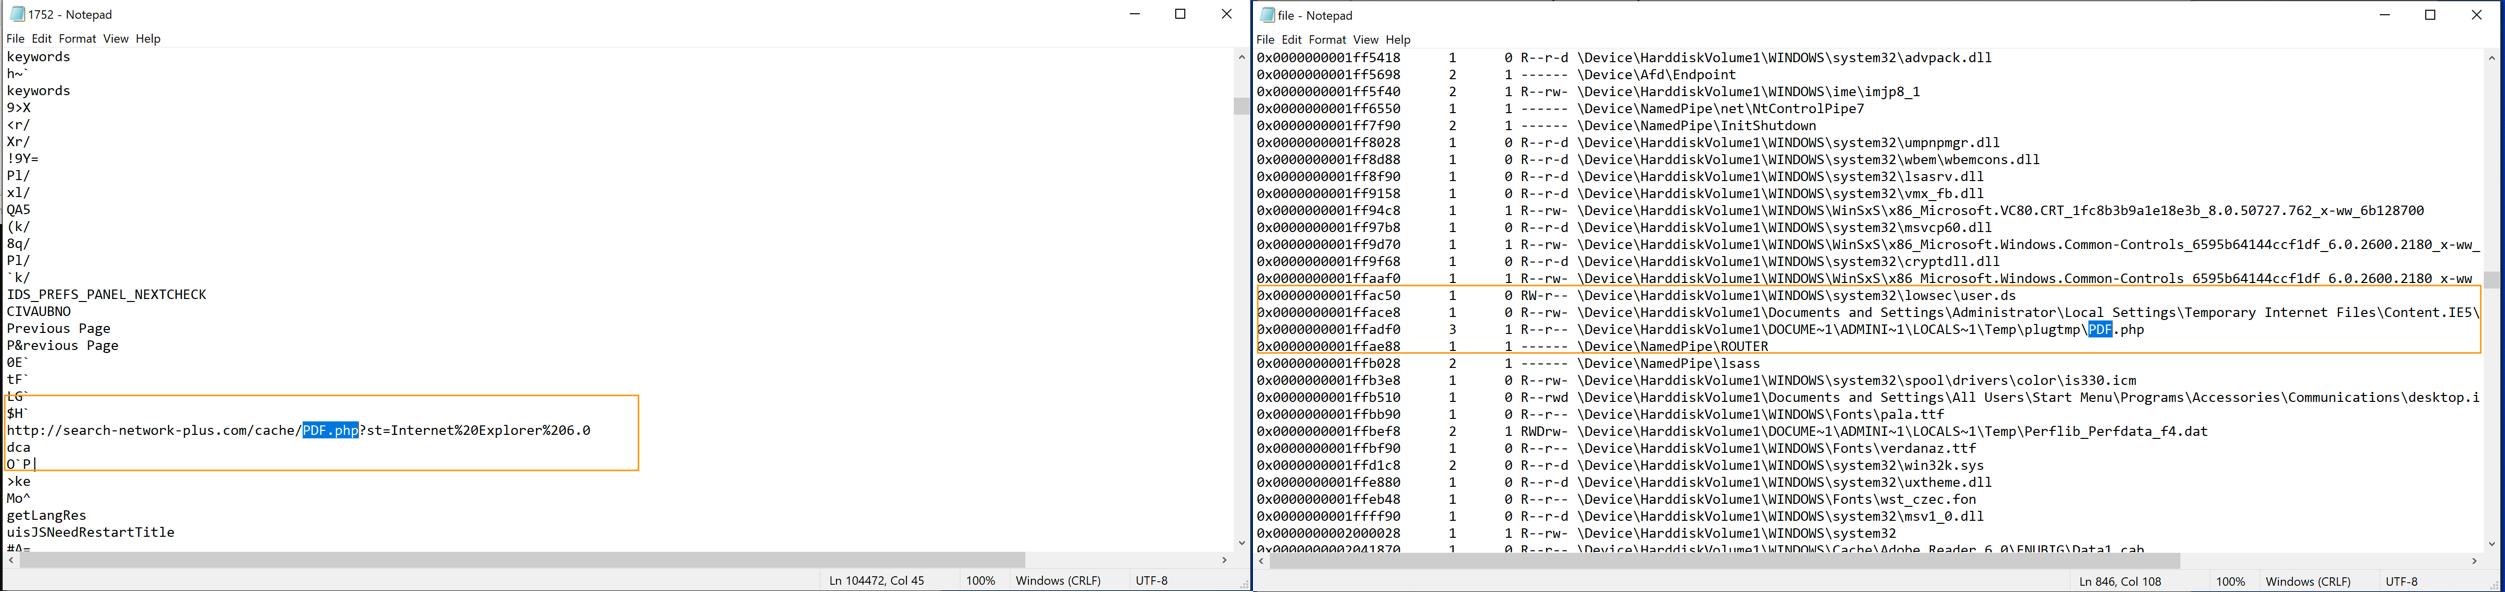 1752 - Notepad
File Edit Format View Help
keywords
h~`
keywords
9>X
<r/
Xr/
!9Y=
Pl/
xl/
QA5
(k/
8q/
Pl/
`k/
IDS_PREFS_PANEL_NEXTCHECK
CIVAUBNO
Previous Page
P&revious Page
0E`
tF`
LG`
$H`
http://search-network-plus.com/cache/PDF.php?st=Internet%20Explorer%206.0
dca
O`P
>ke
Mo^
getLangRes
uisJSNeedRestartTitle
#A=
Ln 104472, Col 45 100% Windows (CRLF) UTF-8
file - Notepad
File Edit Format View Help
0x0000000001ff5418 1 0 R--r-d \Device\HarddiskVolume1\WINDOWS\system32\advpack.dll
0x0000000001ff5698 2 1 ------ \Device\Afd\Endpoint
0x0000000001ff5f40 2 1 R--rw- \Device\HarddiskVolume1\WINDOWS\ime\imjp8_1
0x0000000001ff6550 1 1 ------ \Device\NamedPipe\net\NtControlPipe7
0x0000000001ff7f90 2 1 ------ \Device\NamedPipe\InitShutdown
0x0000000001ff8028 1 0 R--r-d \Device\HarddiskVolume1\WINDOWS\system32\umpnpmgr.dll
0x0000000001ff8d88 1 0 R--r-d \Device\HarddiskVolume1\WINDOWS\system32\wbem\wbemcons.dll
0x0000000001ff8f90 1 0 R--r-d \Device\HarddiskVolume1\WINDOWS\system32\lsasrv.dll
0x0000000001ff9158 1 0 R--r-d \Device\HarddiskVolume1\WINDOWS\system32\vmx_fb.dll
0x0000000001ff94c8 1 1 R--rw- \Device\HarddiskVolume1\WINDOWS\WinSxS\x86_Microsoft.VC80.CRT_1fc8b3b9a1e18e3b_8.0.50727.762_x-ww_6b128700
0x0000000001ff97b8 1 0 R--r-d \Device\HarddiskVolume1\WINDOWS\system32\msvcp60.dll
0x0000000001ff9d70 1 1 R--rw- \Device\HarddiskVolume1\WINDOWS\WinSxS\x86_Microsoft.Windows.Common-Controls_6595b64144ccf1df_6.0.2600.2180_x-ww_
0x0000000001ff9f68 1 0 R--r-d \Device\HarddiskVolume1\WINDOWS\system32\cryptdll.dll
0x0000000001ffaaf0 1 1 R--rw- \Device\HarddiskVolume1\WINDOWS\WinSxS\x86_Microsoft.Windows.Common-Controls_6595b64144ccf1df_6.0.2600.2180_x-ww_
0x0000000001ffac50 1 0 RW-r-- \Device\HarddiskVolume1\WINDOWS\system32\lowsec\user.ds
0x0000000001fface8 1 0 R--rw- \Device\HarddiskVolume1\Documents and Settings\Administrator\Local Settings\Temporary Internet Files\Content.IE5\
0x0000000001ffadf0 3 1 R--r-- \Device\HarddiskVolume1\DOCUME~1\ADMINI~1\LOCALS~1\Temp\plugtmp\PDF.php
0x0000000001ffae88 1 1 ------ \Device\NamedPipe\ROUTER
0x0000000001ffb028 2 1 ------ \Device\NamedPipe\lsass
0x0000000001ffb3e8 1 0 R--rw- \Device\HarddiskVolume1\WINDOWS\system32\spool\drivers\color\is330.icm
0x0000000001ffb510 1 0 R--rwd \Device\HarddiskVolume1\Documents and Settings\All Users\Start Menu\Programs\Accessories\Communications\desktop.i
0x0000000001ffbb90 1 0 R--r-- \Device\HarddiskVolume1\WINDOWS\Fonts\pala.ttf
0x0000000001ffbef8 2 1 RWDrw- \Device\HarddiskVolume1\DOCUME~1\ADMINI~1\LOCALS~1\Temp\Perflib_Perfdata_f4.dat
0x0000000001ffbf90 1 0 R--r-- \Device\HarddiskVolume1\WINDOWS\Fonts\verdanaz.ttf
0x0000000001ffd1c8 2 0 R--r-d \Device\HarddiskVolume1\WINDOWS\system32\win32k.sys
0x0000000001ffe880 1 0 R--r-d \Device\HarddiskVolume1\WINDOWS\system32\uxtheme.dll
0x0000000001ffeb48 1 0 R--r-- \Device\HarddiskVolume1\WINDOWS\Fonts\wst_czec.fon
0x0000000001ffff90 1 0 R--r-d \Device\HarddiskVolume1\WINDOWS\system32\msv1_0.dll
0x0000000002000028 1 1 R--rw- \Device\HarddiskVolume1\WINDOWS\system32
0x0000000002041870 1 0 R--r-- \Device\HarddiskVolume1\WINDOWS\Cache\Adobe Reader 6.0\ENUBIG\Data1.cab
Ln 846, Col 108 100% Windows (CRLF) UTF-8